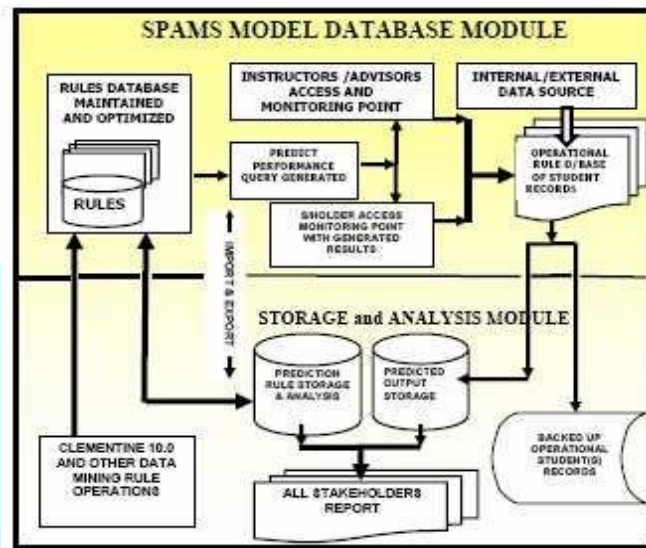 SPAMS MODEL DATABASE MODULE
RULES DATABASE
MAINTAINED
AND OPTIMIZED
RULES
INSTRUCTORS /ADVISORS
ACCESS AND
MONITORING POINT
INTERNAL/EXTERNAL
DATA SOURCE
PREDICT
PERFORMANCE
QUERY GENERATED
OPERATIONAL
RULE D/BASE
OF STUDENT
RECORDS
S/HOLDER ACCESS
MONITORING POINT
WITH GENERATED
RESULTS
IMPORT & EXPORT
STORAGE and ANALYSIS MODULE
PREDICTION
RULE STORAGE
& ANALYSIS
PREDICTED
OUTPUT
STORAGE
CLEMENTINE 10.0
AND OTHER DATA
MINING RULE
OPERATIONS
ALL STAKEHOLDERS
REPORT
BACKED UP
OPERATIONAL
STUDENT(S)
RECORDS